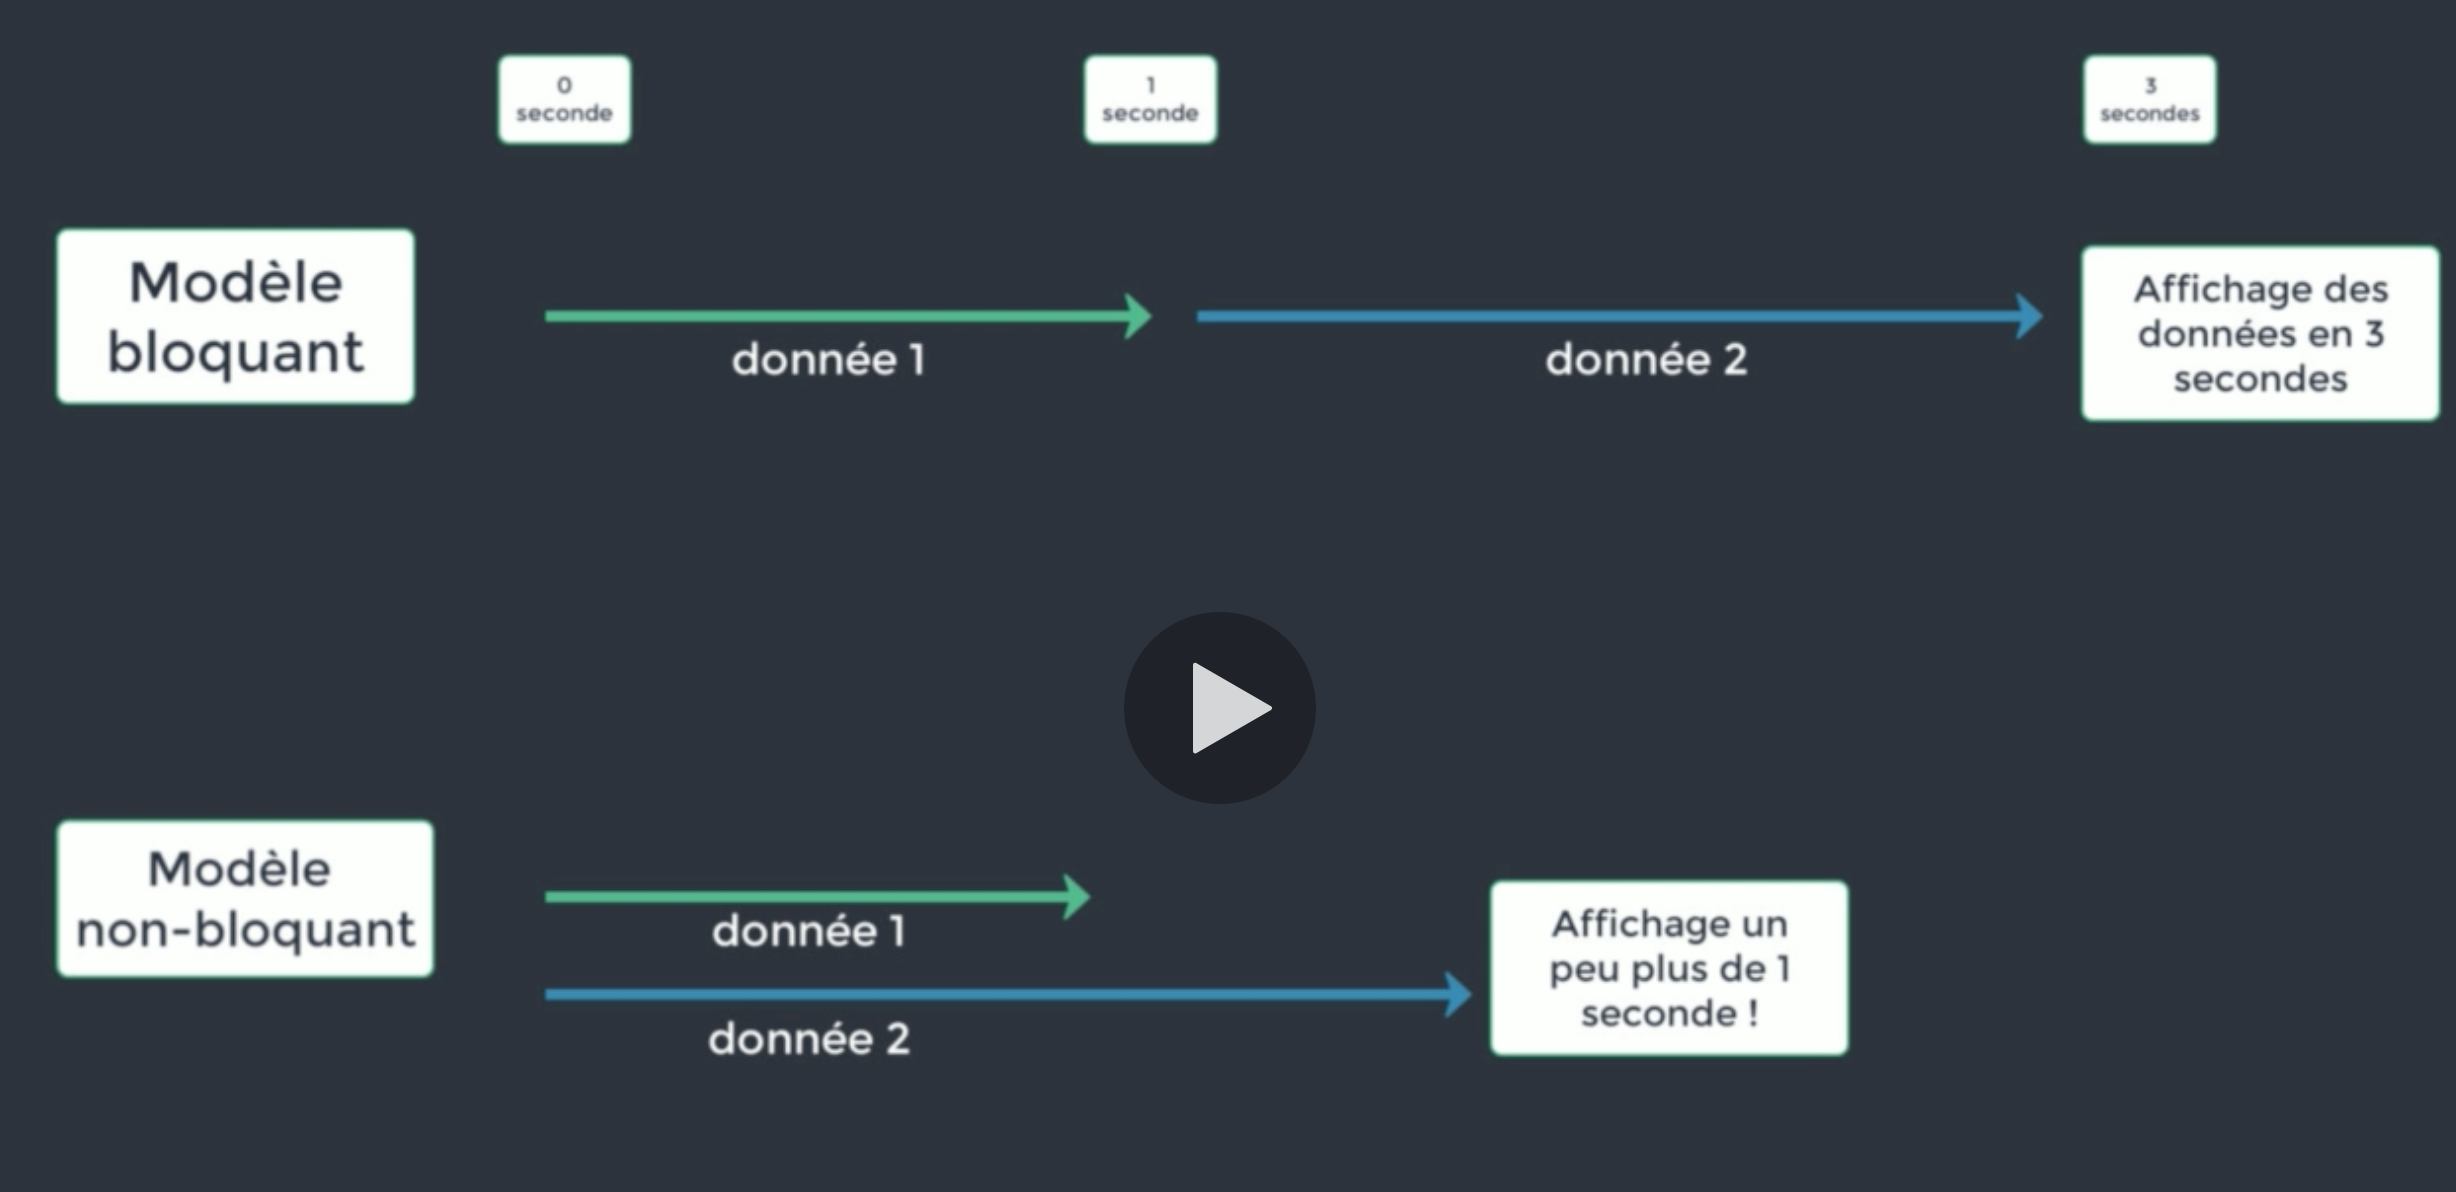 0
seconde
1
seconde
3
secondes
Modèle
bloquant
donnée 1
donnée 2
Affichage des
données en 3
secondes
Modèle
non-bloquant
donnée 1
donnée 2
Affichage un
peu plus de 1
seconde !